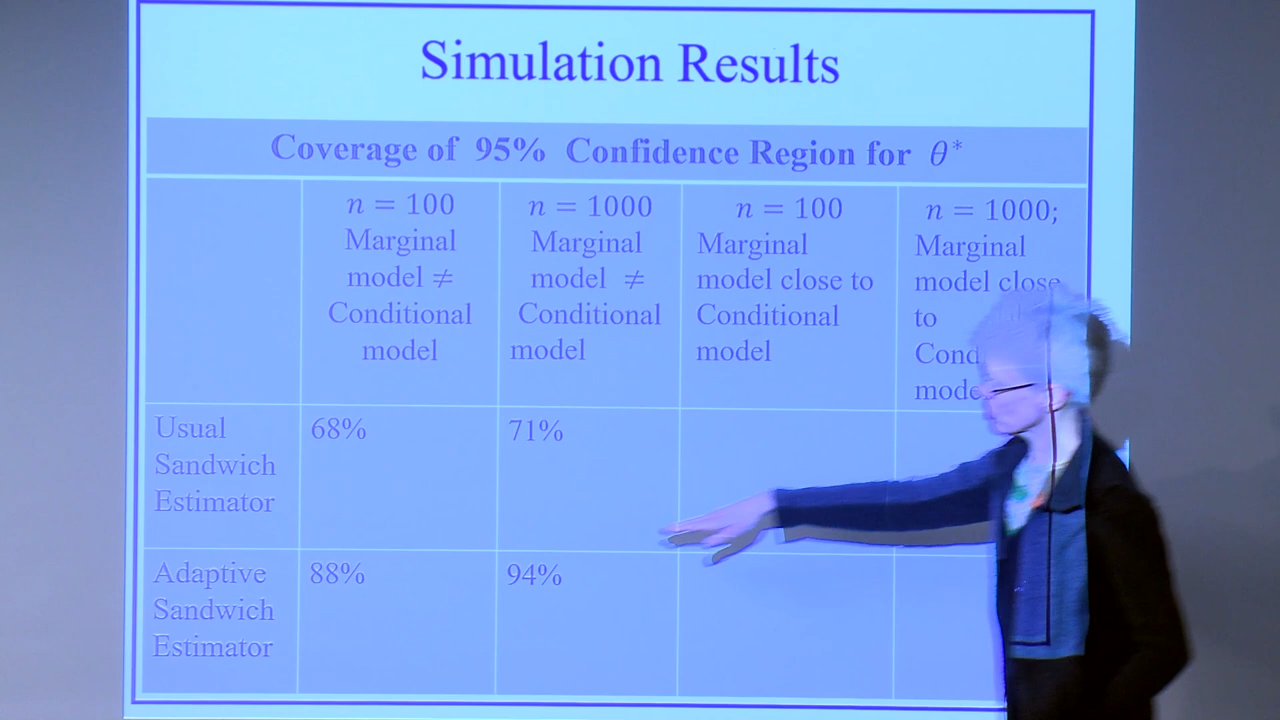 Simulation Results
Coverage of 95% Confidence Region for θ*
n = 100
Marginal
model ≠
Conditional
model
n = 1000
Marginal
model ≠
Conditional
model
n = 100
Marginal
model close to
Conditional
model
n = 1000;
Marginal
model close
to
Usual
Sandwich
Estimator
68%
71%
Adaptive
Sandwich
Estimator
88%
94%